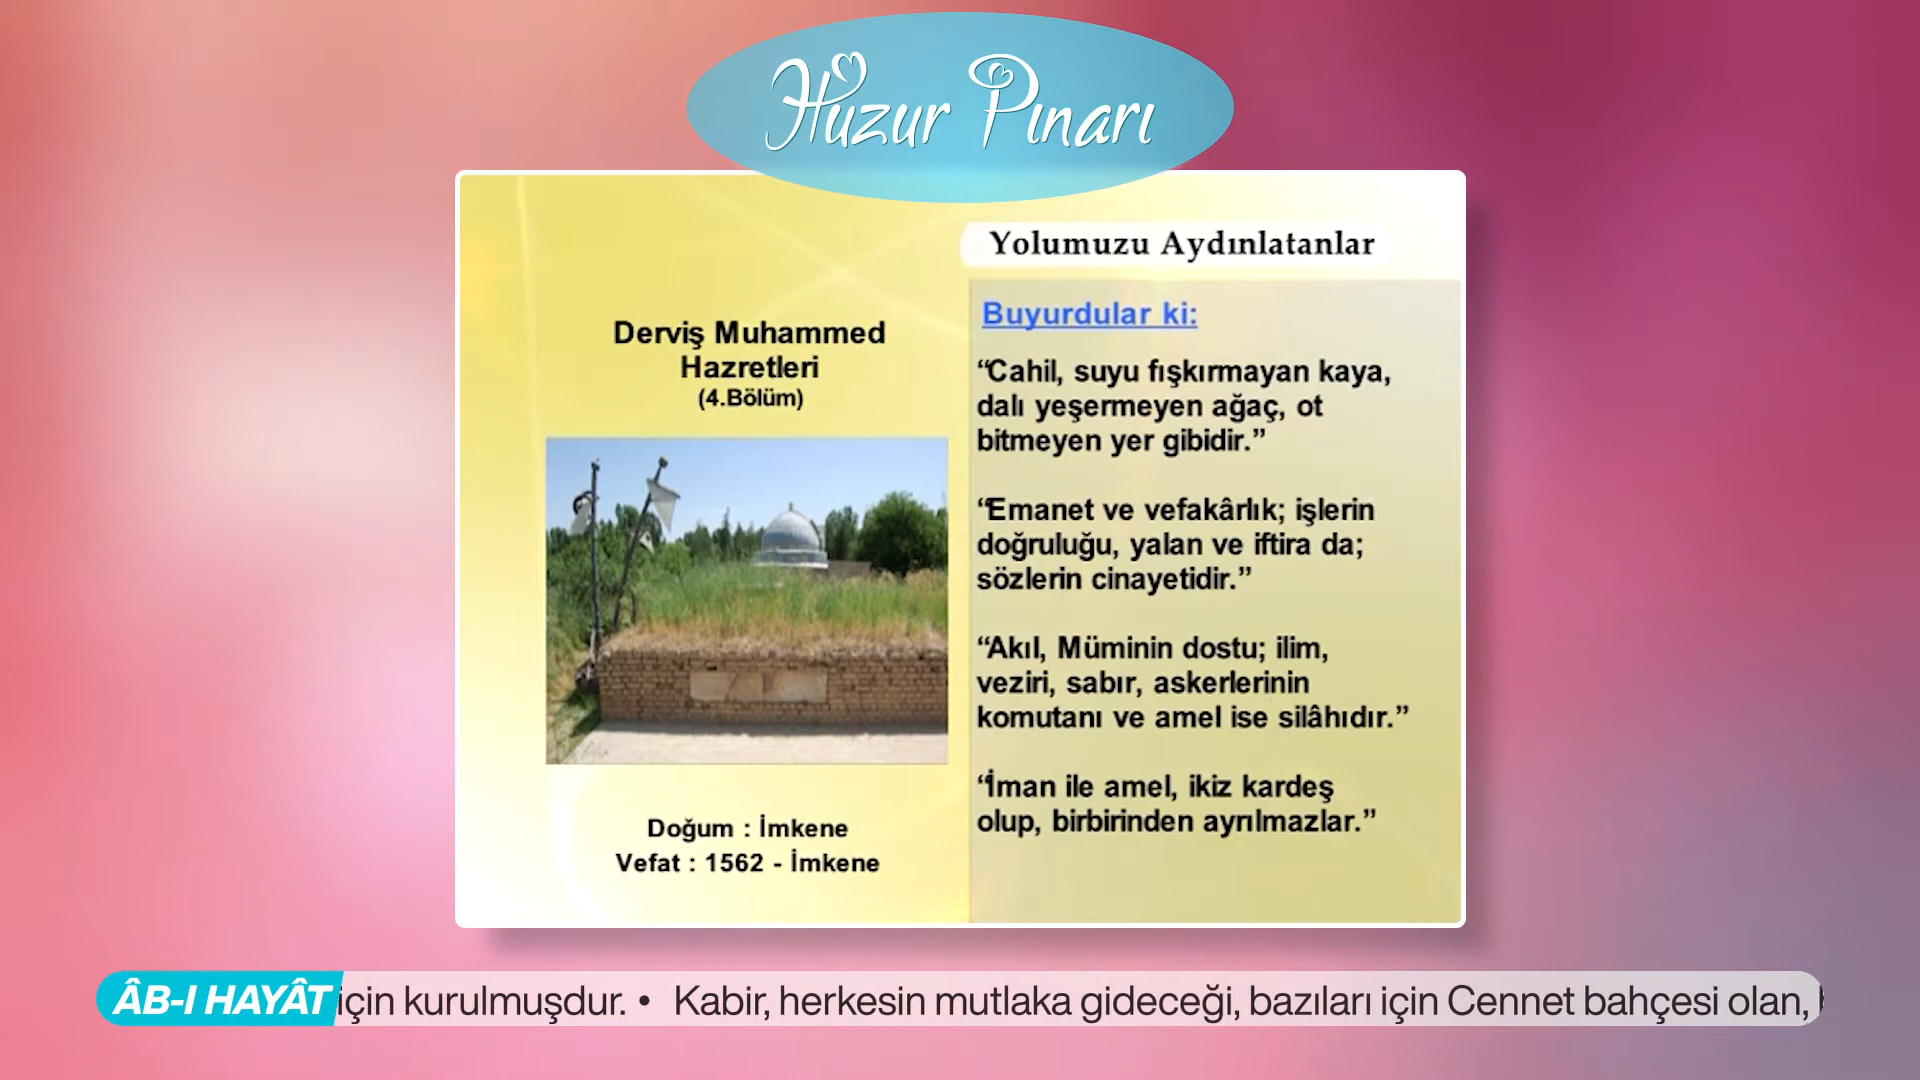 Huzur Pınarı
Yolumuzu Aydınlatanlar
Derviş Muhammed
Hazretleri
(4.Bölüm)
Doğum : İmkene
Vefat : 1562 - İmkene
Buyurdular ki:
“Cahil, suyu fışkırmayan kaya,
dalı yeşermeyen ağaç, ot
bitmeyen yer gibidir.”
“Emanet ve vefakârlık; işlerin
doğruluğu, yalan ve iftira da;
sözlerin cinayetidir.”
“Akıl, Müminin dostu; ilim,
veziri, sabır, askerlerinin
komutanı ve amel ise silâhıdır.”
“İman ile amel, ikiz kardeş
olup, birbirinden ayrılmazlar.”
ÂB-I HAYÂT için kurulmuşdur. • Kabir, herkesin mutlaka gideceği, bazıları için Cennet bahçesi olan,